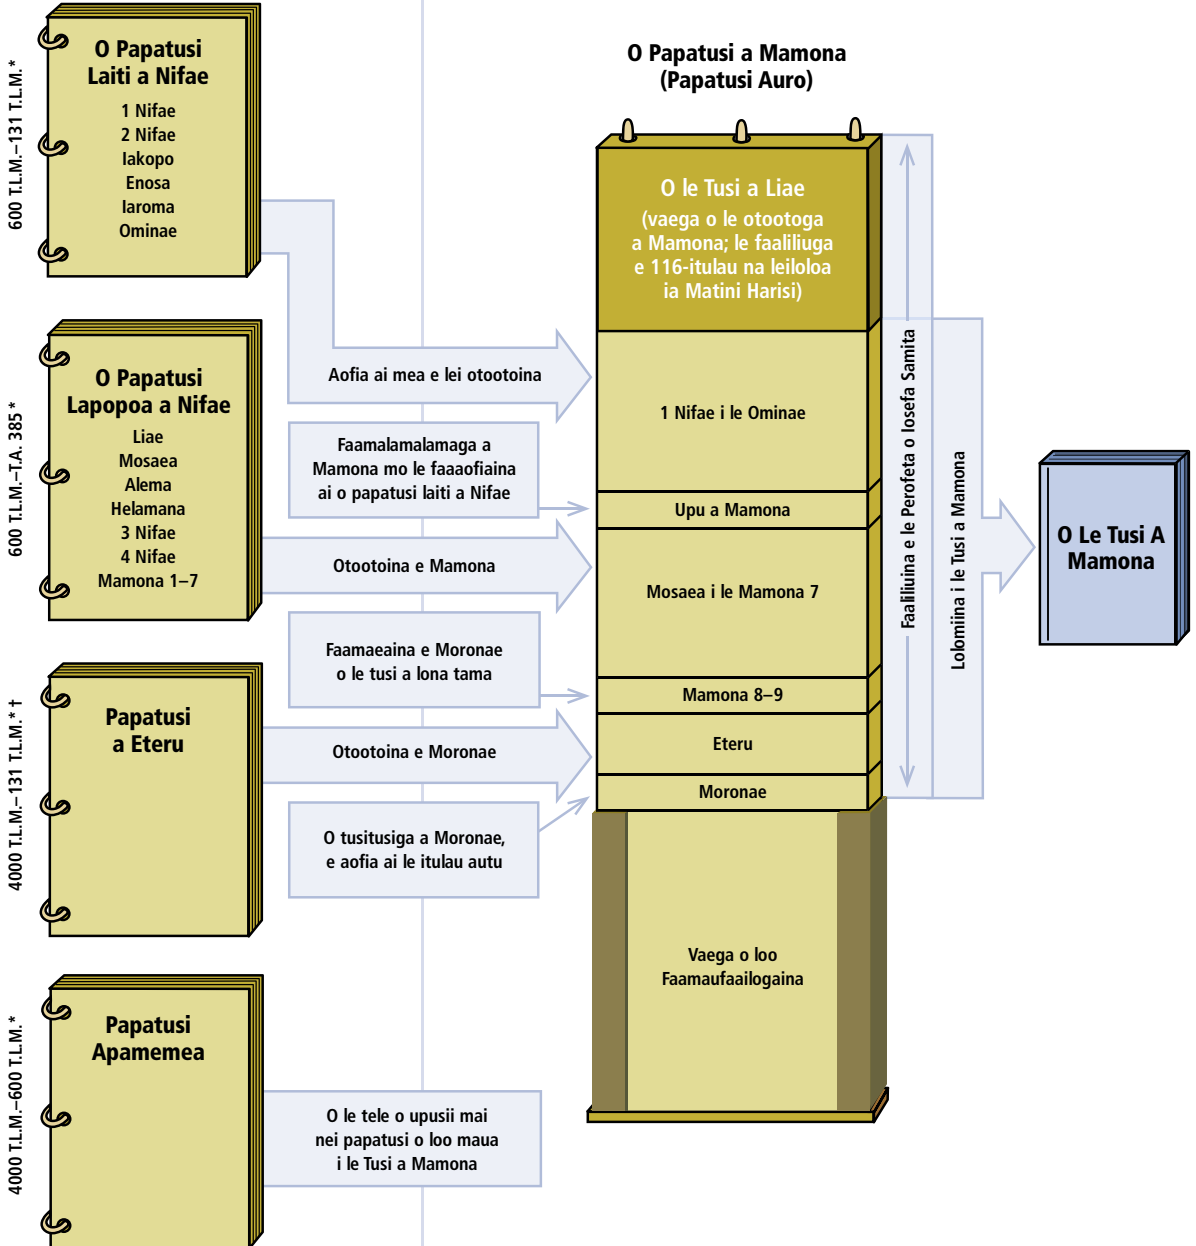 600 T.L.M.–131 T.L.M.*
O Papatusi
Laiti a Nifae
1 Nifae
2 Nifae
Iakopo
Enosa
Iaroma
Ominae
600 T.L.M.–T.A. 385*
O Papatusi
Lapopoa a Nifae
Liae
Mosaea
Alema
Helamana
3 Nifae
4 Nifae
Mamona 1–7
4000 T.L.M.–131 T.L.M.*†
Papatusi
a Eteru
4000 T.L.M.–600 T.L.M.*
Papatusi
Apamemea
Aofia ai mea e lei otootoina
Faamalamalamaga a
Mamona mo le faaaofiaina
ai o papatusi laiti a Nifae
Otootoina e Mamona
Faamaeaina e Moronae
o le tusi a lona tama
Otootoina e Moronae
O tusitusiga a Moronae,
e aofia ai le itulau autu
O le tele o upusii mai
nei papatusi o loo maua
i le Tusi a Mamona
O Papatusi a Mamona
(Papatusi Auro)
O le Tusi a Liae
(vaega o le otootoga
a Mamona; le faaliliuga
e 116-itulau na leiloloa
ia Matini Harisi)
1 Nifae i le Ominae
Upu a Mamona
Mosaea i le Mamona 7
Mamona 8–9
Eteru
Moronae
Vaega o loo
Faamaufaailogaina
Faaliliuina e le Perofeta o Iosefa Samita
Lolomiina i le Tusi a Mamona
O Le Tusi A
Mamona